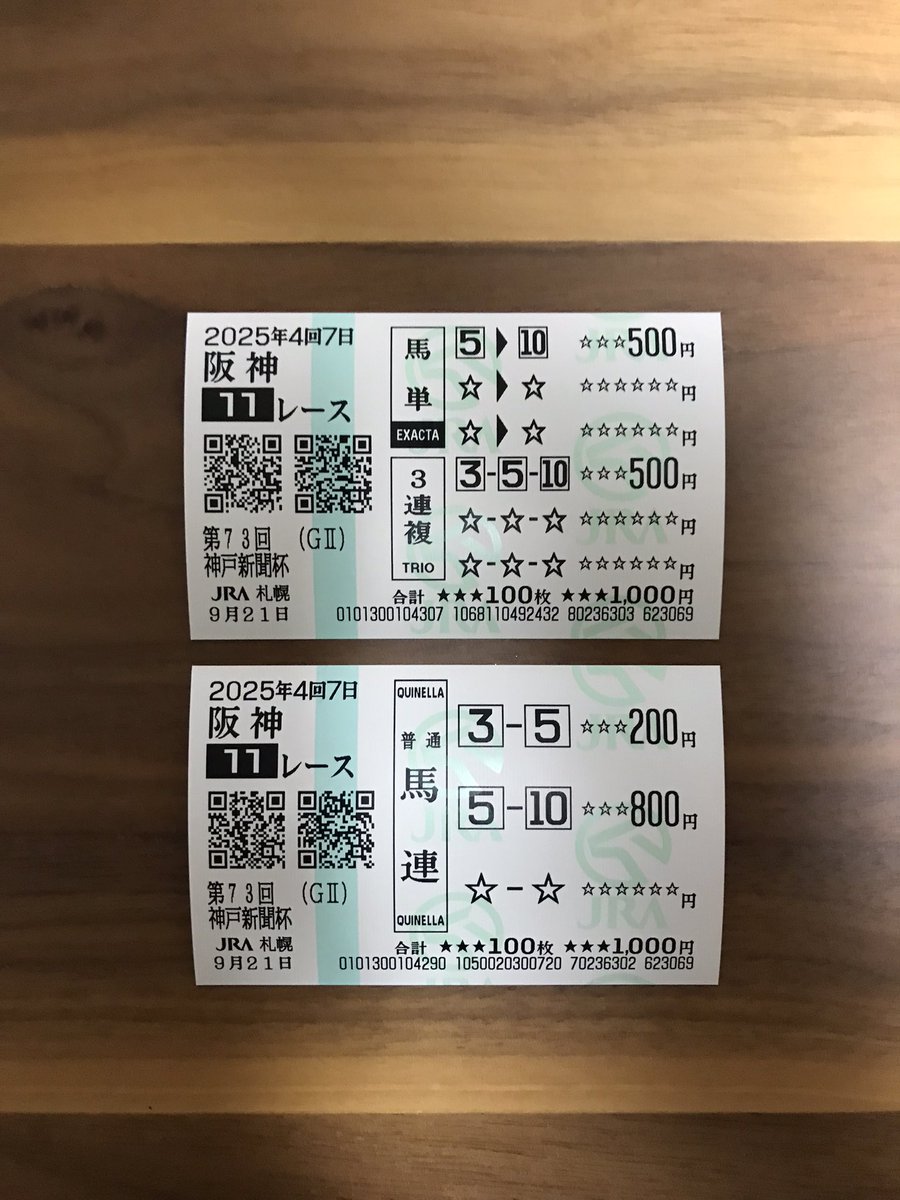 2025年4回7日
阪神
11レース
第73回 (GⅡ)
神戸新聞杯
JRA 札幌
9月21日
馬単
EXACTA
5▶10 ☆☆☆500円
☆▶☆ ☆☆☆☆☆☆円
☆▶☆ ☆☆☆☆☆☆円
3連複
TRIO
3-5-10 ☆☆☆500円
☆-☆-☆ ☆☆☆☆☆☆円
☆-☆-☆ ☆☆☆☆☆☆円
合計 ★★★100枚 ★★★1,000円
0101300104307 1068110492432 80236303 623069
2025年4回7日
阪神
11レース
第73回 (GⅡ)
神戸新聞杯
JRA 札幌
9月21日
QUINELLA
普通
馬連
QUINELLA
3-5 ☆☆☆200円
5-10 ☆☆☆800円
☆-☆ ☆☆☆☆☆☆円
合計 ★★★100枚 ★★★1,000円
0101300104290 1050020300720 70236302 623069